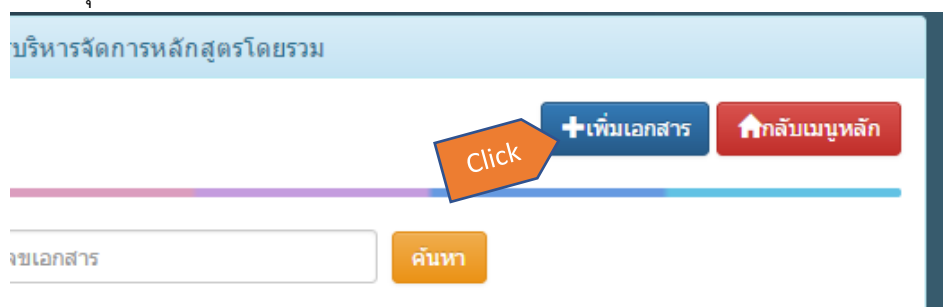 บริหารจัดการหลักสูตรโดยรวม
เพิ่มเอกสาร กลับเมนูหลัก
Click
ลขเอกสาร ค้นหา